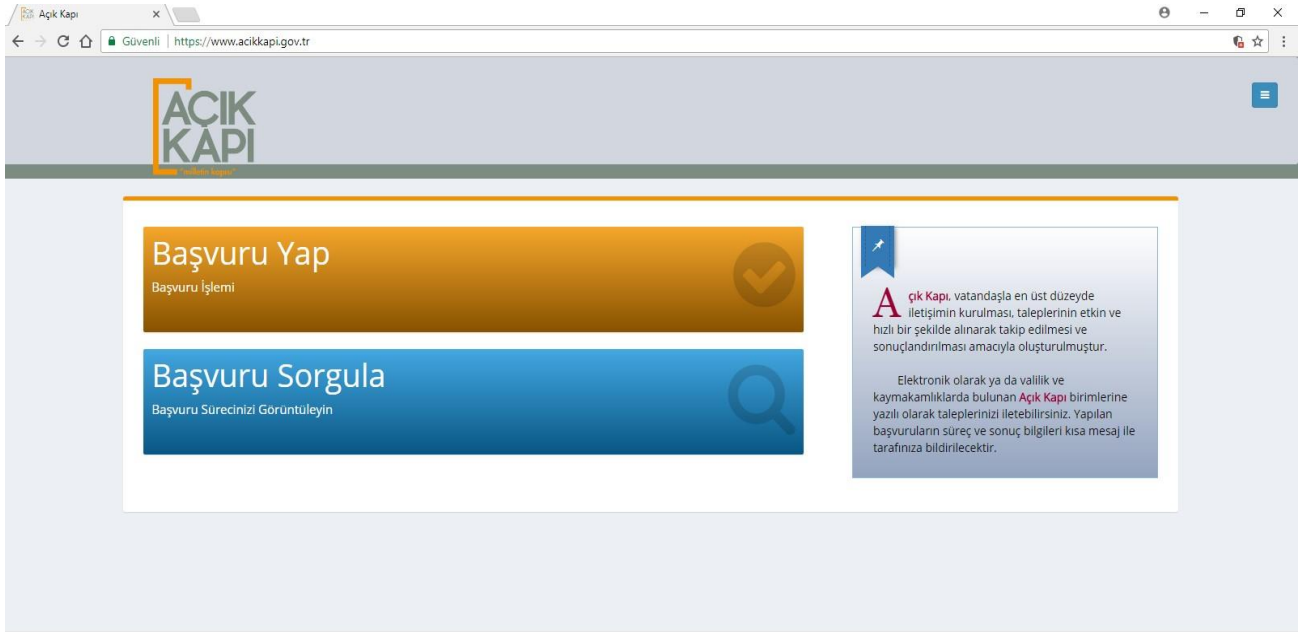 Açık Kapı
Güvenli | https://www.acikkapi.gov.tr
AÇIK
KAPI
"milletin kapısı"
Başvuru Yap
Başvuru İşlemi
Başvuru Sorgula
Başvuru Sürecinizi Görüntüleyin
Açık Kapı, vatandaşla en üst düzeyde
iletişimin kurulması, taleplerinin etkin ve
hızlı bir şekilde alınarak takip edilmesi ve
sonuçlandırılması amacıyla oluşturulmuştur.
Elektronik olarak ya da valilik ve
kaymakamlıklarda bulunan Açık Kapı birimlerine
yazılı olarak taleplerinizi iletebilirsiniz. Yapılan
başvuruların süreç ve sonuç bilgileri kısa mesaj ile
tarafınıza bildirilecektir.